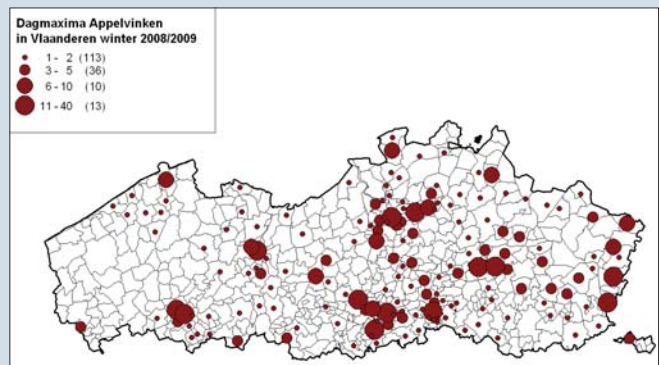 Dagmaxima Appelvinken
in Vlaanderen winter 2008/2009
1 - 2 (113)
3 - 5 (36)
6 - 10 (10)
11 - 40 (13)